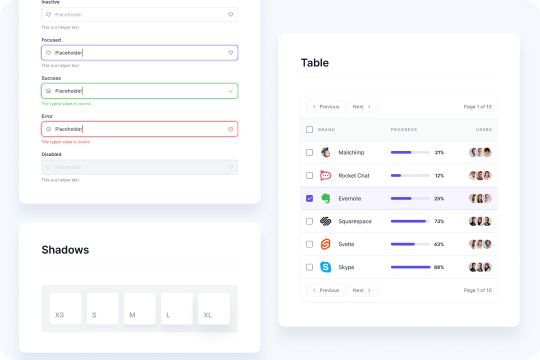 Inactive
Placeholder
This is a helper text
Focused
Placeholder
This is a helper text
Success
Placeholder
The typed value is correct
Error
Placeholder
The typed value is invalid
Disabled
Placeholder
This is a helper text
Shadows
XS S M L XL
Table
Previous Next Page 1 of 10
BRAND PROGRESS USERS
Mailchimp 21%
Rocket Chat 12%
Evernote 25%
Squarespace 73%
Svelte 43%
Skype 98%
Previous Next Page 1 of 10